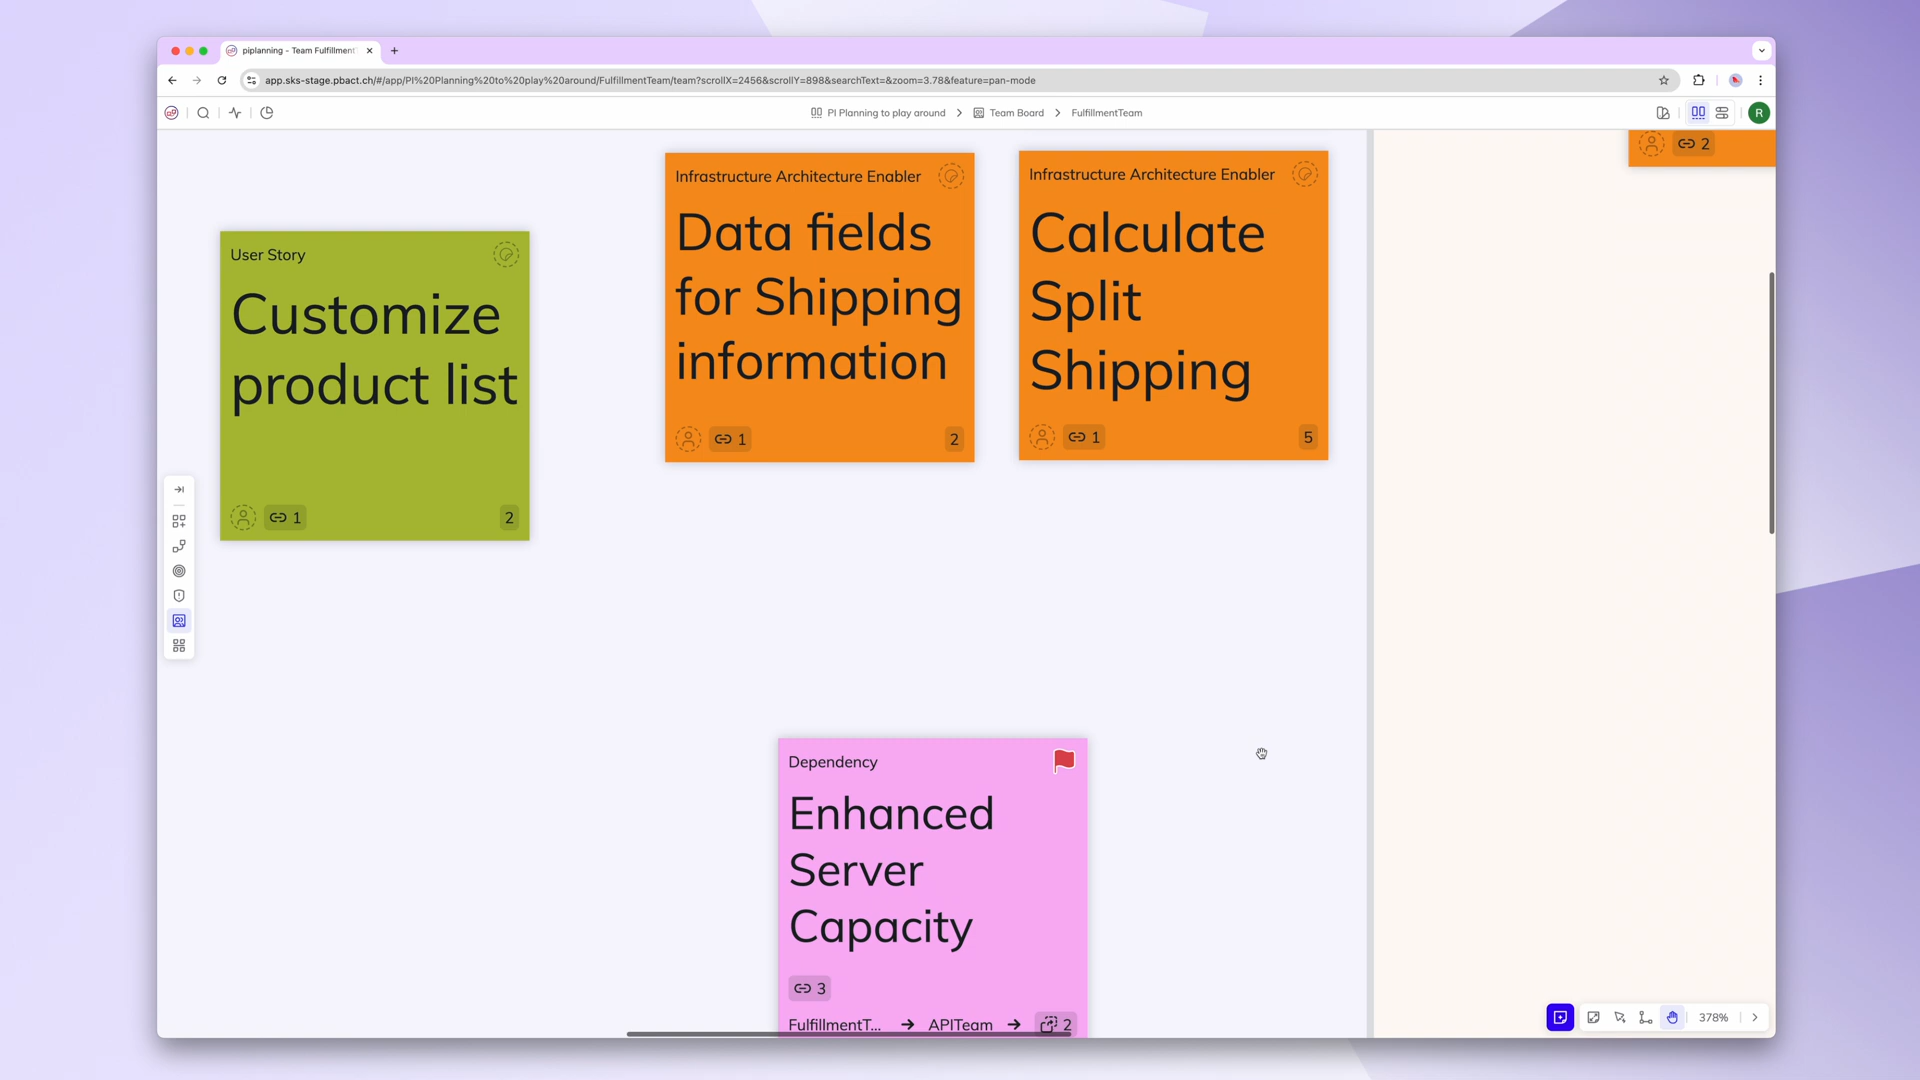 piplanning - Team Fulfillment
app.sks-stage.pbact.ch/#/app/PI%20Planning%20to%20play%20around/FulfillmentTeam/team?scrollX=2456&scrollY=898&searchText=&zoom=3.78&feature=pan-mode
PI Planning to play around
Team Board
FulfillmentTeam
R
2
User Story
Customize
product list
1
2
Infrastructure Architecture Enabler
Data fields
for Shipping
information
1
2
Infrastructure Architecture Enabler
Calculate
Split
Shipping
1
5
Dependency
Enhanced
Server
Capacity
3
FulfillmentT... → APITeam → 2
378%